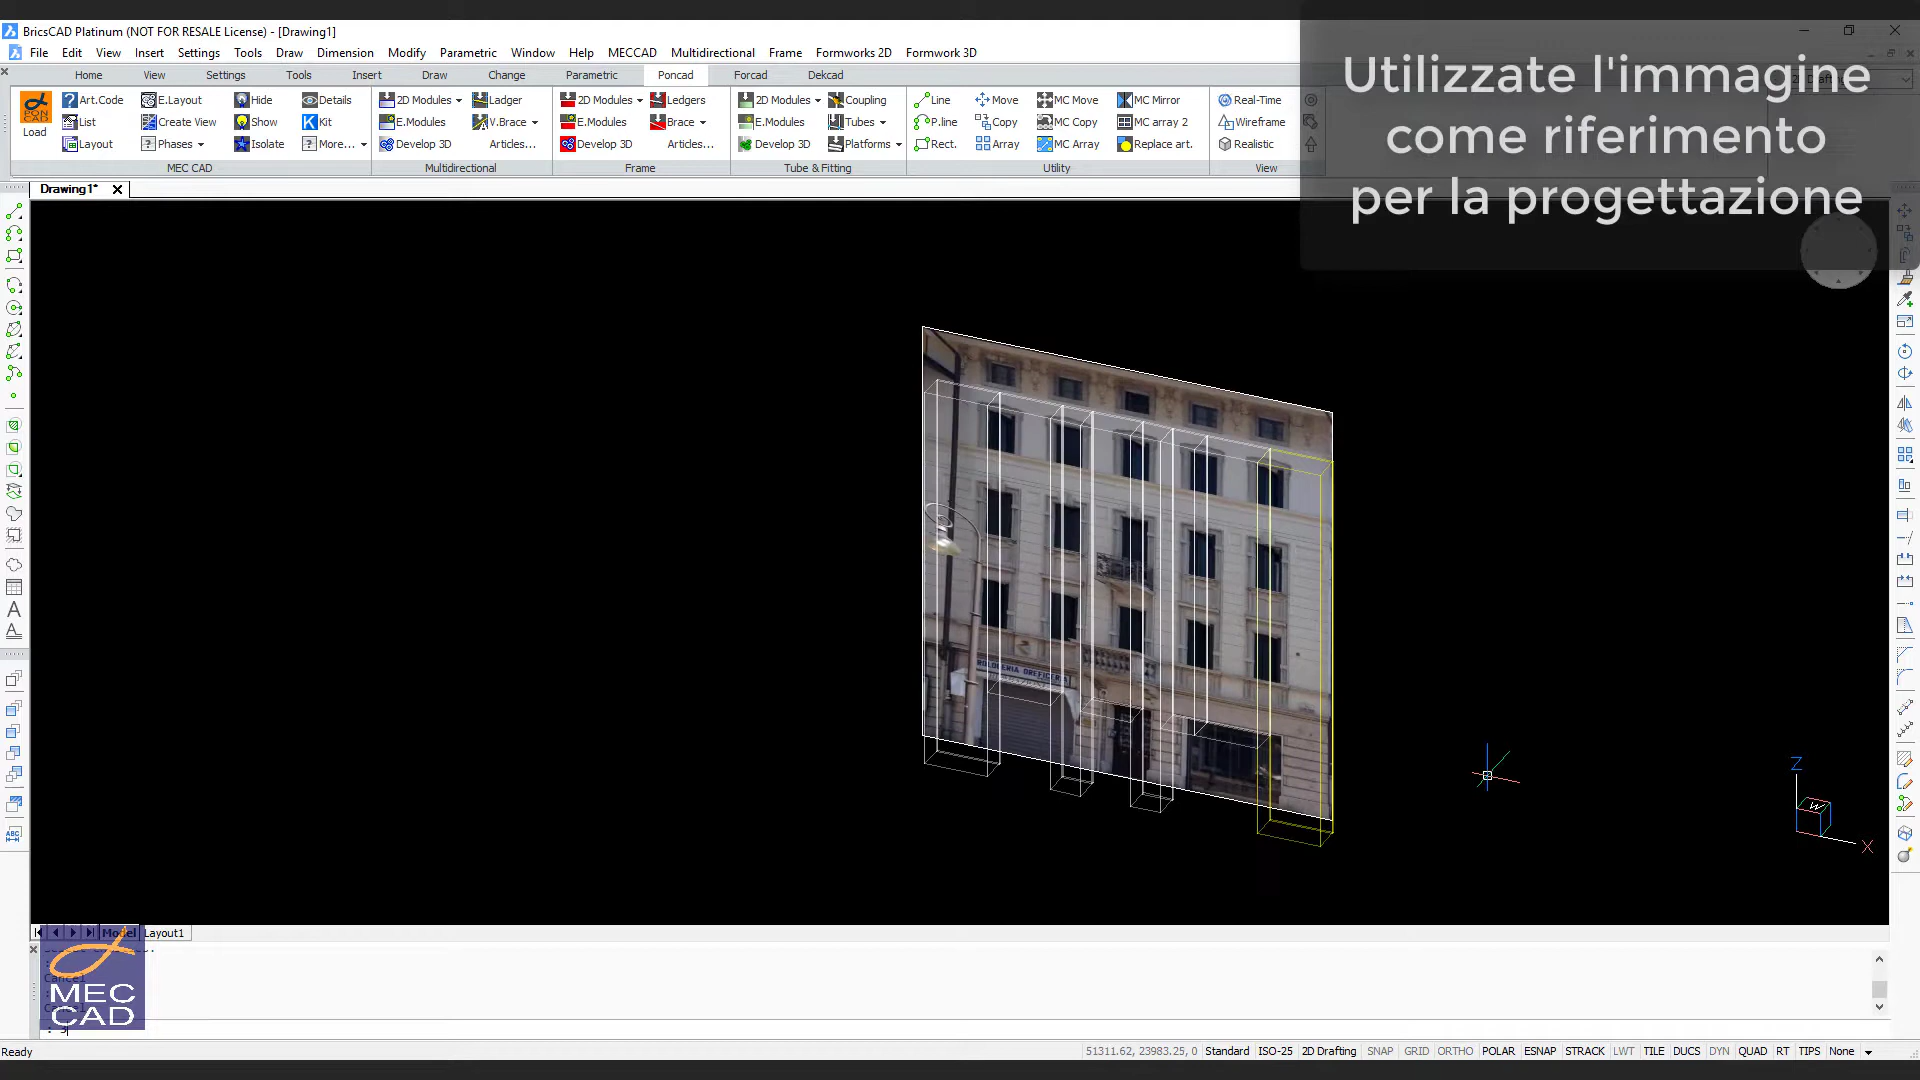 BricsCAD Platinum (NOT FOR RESALE License) - [Drawing1]
File Edit View Insert Settings Tools Draw Dimension Modify Parametric Window Help MECCAD Multidirectional Frame Formworks 2D Formwork 3D
Home View Settings Tools Insert Draw Change Parametric Poncad Forcad Dekcad
Utilizzate l'immagine
come riferimento
per la progettazione
Art.Code E.Layout Hide Details 2D Modules Ledger 2D Modules Ledgers 2D Modules Coupling Line Move MC Move MC Mirror Real-Time
Load List Create View Show Kit E.Modules V.Brace E.Modules Brace E.Modules Tubes P.line Copy MC Copy MC array 2 Wireframe
Layout Phases Isolate More... Develop 3D Articles... Develop 3D Articles... Develop 3D Platforms Rect. Array MC Array Replace art. Realistic
MEC CAD Multidirectional Frame Tube & Fitting Utility View
Drawing1*
OREFICERIA
Z
W
X
Model Layout1
Cancel
MEC
CAD
Ready
51311.62, 23983.25, 0 Standard ISO-25 2D Drafting SNAP GRID ORTHO POLAR ESNAP STRACK LWT TILE DUCS DYN QUAD RT TIPS None